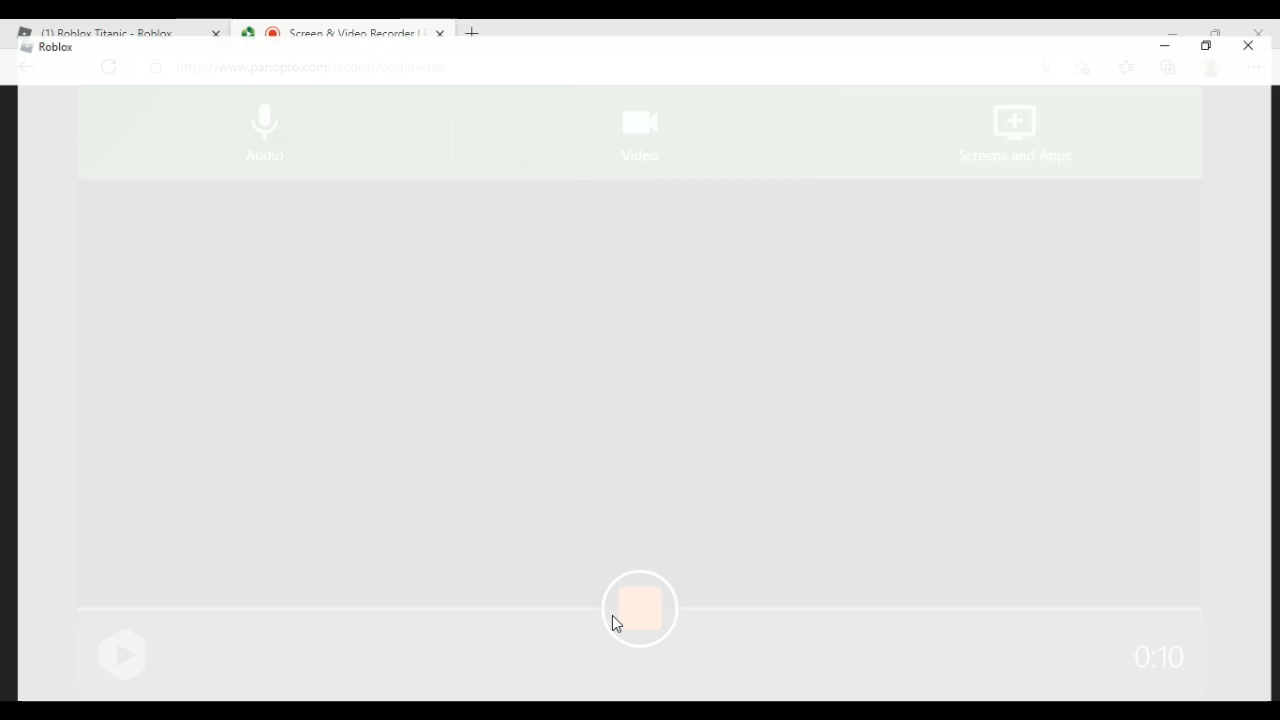 (1) Roblox Titanic - Roblox
Screen & Video Recorder |
Roblox
https://www.panopto.com/record/
Audio
Video
Screens and Apps
0:10